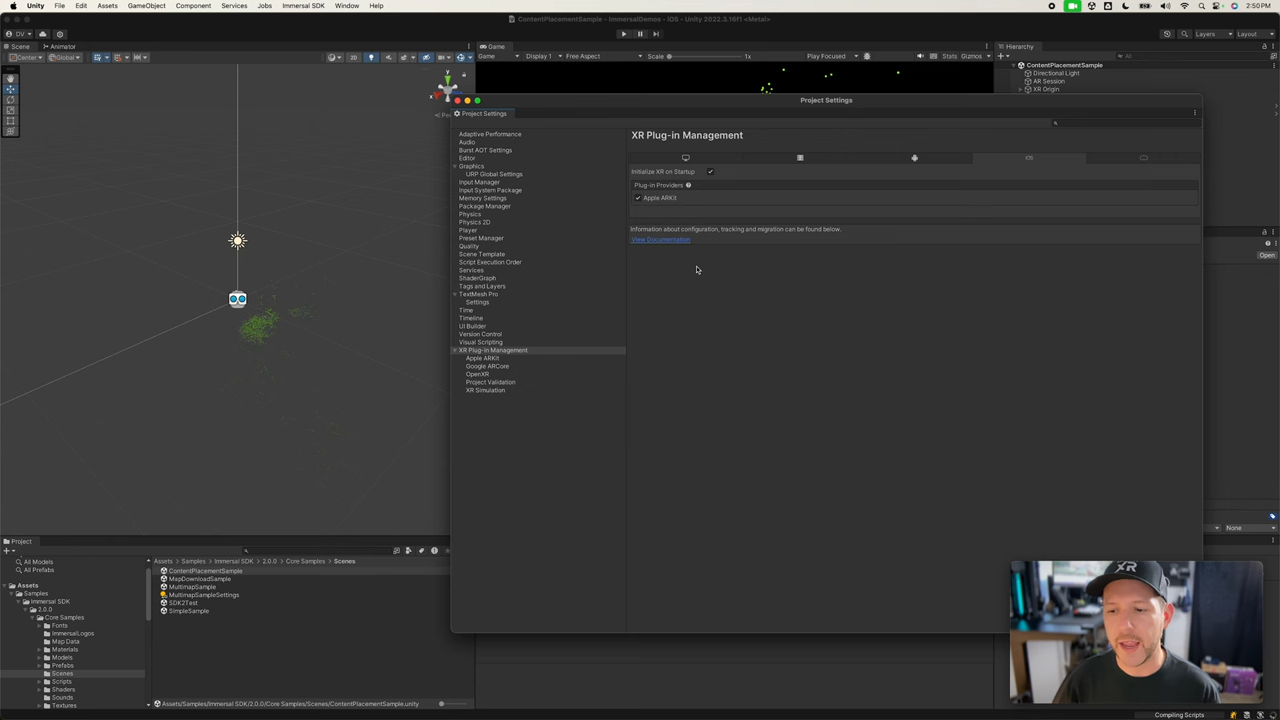 Unity File Edit Assets GameObject Component Services Jobs Immersal SDK Window Help
2:50PM
ContentPlacementSample - ImmersalDemos - iOS - Unity 2022.3.16f1 <Metal>
DV
Layers
Layout
Scene Animator
Game
Hierarchy
Center Global
2D
Game Display 1 Free Aspect Scale 1x Play Focused Stats Gizmos
All
ContentPlacementSample
Directional Light
AR Session
XR Origin
Project Settings
Project Settings
Adaptive Performance
Audio
Burst AOT Settings
Editor
Graphics
URP Global Settings
Input Manager
Input System Package
Memory Settings
Package Manager
Physics
Physics 2D
Player
Preset Manager
Quality
Scene Template
Script Execution Order
Services
ShaderGraph
Tags and Layers
TextMesh Pro
Settings
Time
Timeline
UI Builder
Version Control
Visual Scripting
XR Plug-in Management
Apple ARKit
Google ARCore
OpenXR
Project Validation
XR Simulation
XR Plug-in Management
iOS
Initialize XR on Startup
Plug-in Providers
Apple ARKit
Information about configuration, tracking and migration can be found below.
View Documentation
Open
None
Project
All Models
All Prefabs
Assets
Samples
Immersal SDK
2.0.0
Core Samples
Fonts
ImmersalLogos
Map Data
Materials
Models
Prefabs
Scenes
Scripts
Shaders
Sounds
Textures
Assets > Samples > Immersal SDK > 2.0.0 > Core Samples > Scenes
ContentPlacementSample
MapDownloadSample
MultimapSample
MultimapSampleSettings
SDK2Test
SimpleSample
Assets/Samples/Immersal SDK/2.0.0/Core Samples/Scenes/ContentPlacementSample.unity
XR
Compiling Scripts